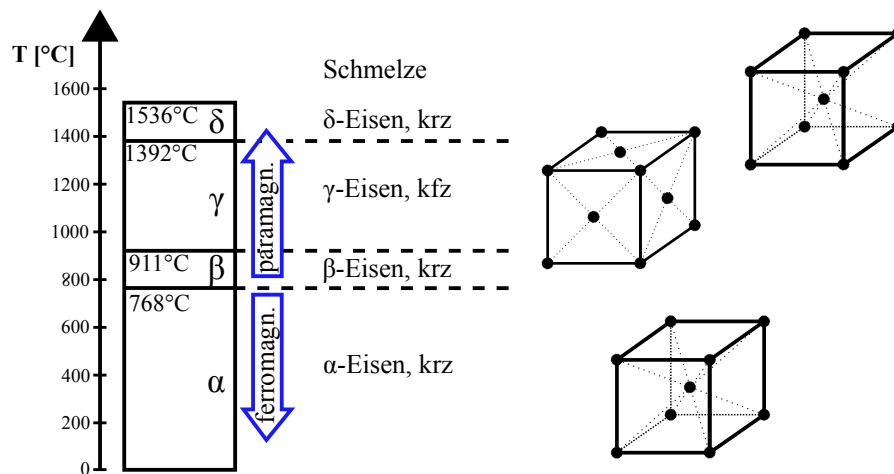 T [°C]
Schmelze
1600
1536°C δ
δ-Eisen, krz
1400
1392°C
1200
γ
γ-Eisen, kfz
paramagn.
1000
911°C β
β-Eisen, krz
800
768°C
600
ferromagn.
α
α-Eisen, krz
400
200
0